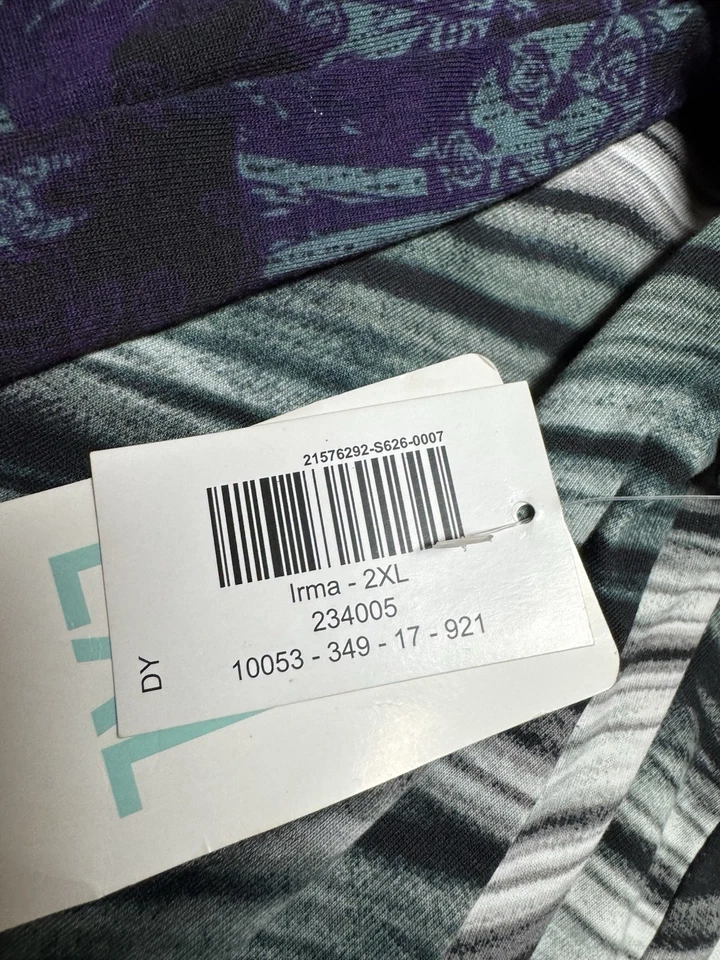 21576292-S626-0007
Irma - 2XL
234005
10053 - 349 - 17 - 921
DY